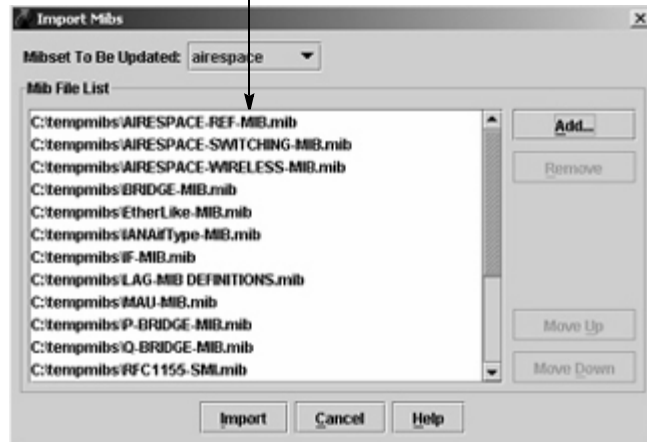 Import Mibs
Mibset To Be Updated: airespace
Mib File List
C:\tempmibs\AIRESPACE-REF-MIB.mib
C:\tempmibs\AIRESPACE-SWITCHING-MIB.mib
C:\tempmibs\AIRESPACE-WIRELESS-MIB.mib
C:\tempmibs\BRIDGE-MIB.mib
C:\tempmibs\EtherLike-MIB.mib
C:\tempmibs\IANAifType-MIB.mib
C:\tempmibs\IF-MIB.mib
C:\tempmibs\LAG-MIB DEFINITIONS.mib
C:\tempmibs\MAU-MIB.mib
C:\tempmibs\P-BRIDGE-MIB.mib
C:\tempmibs\Q-BRIDGE-MIB.mib
C:\tempmibs\RFC1155-SMI.mib
Add...
Remove
Move Up
Move Down
Import Cancel Help